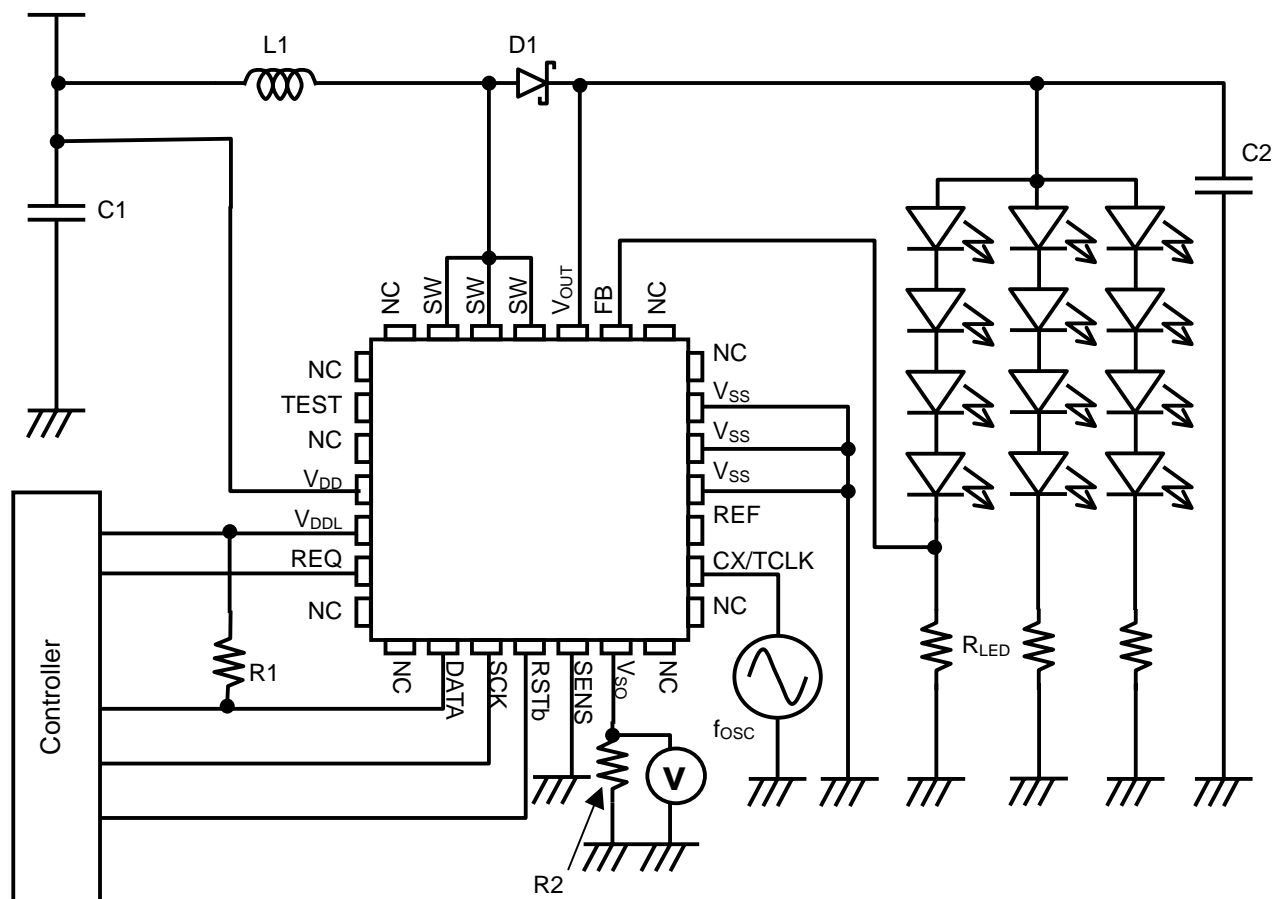 L1
D1
C2
C1
NC
SW
SW
SW
VOUT
FB
NC
NC
TEST
NC
VDD
VDDL
REQ
NC
NC
VSS
VSS
VSS
REF
CX/TCLK
NC
NC
DATA
SCK
RSTb
SENS
VSO
NC
R1
Controller
RLED
fOSC
V
R2